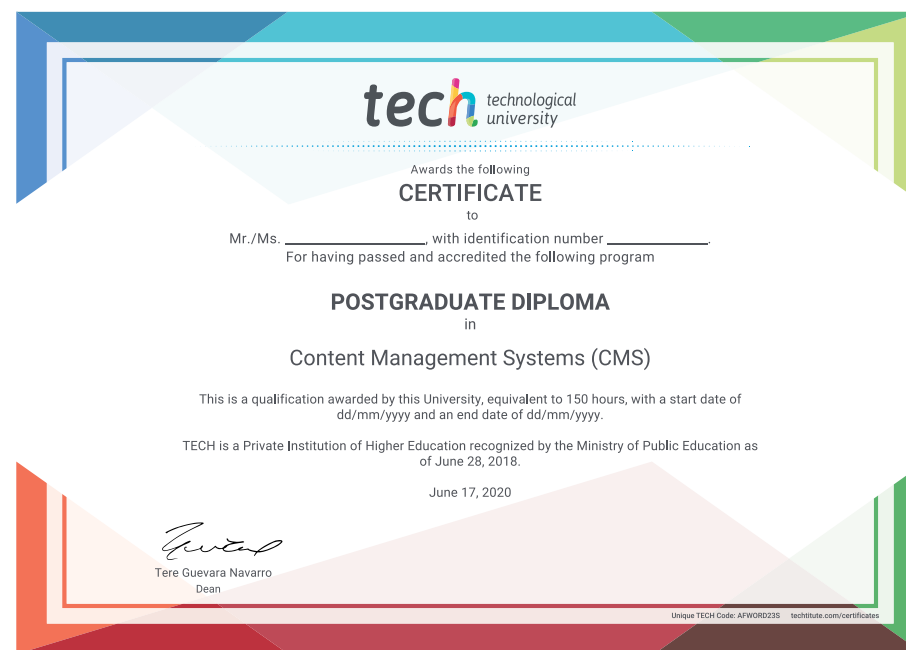 tech technological
university
Awards the following
CERTIFICATE
to
Mr./Ms. ____________, with identification number ____________.
For having passed and accredited the following program
POSTGRADUATE DIPLOMA
in
Content Management Systems (CMS)
This is a qualification awarded by this University, equivalent to 150 hours, with a start date of
dd/mm/yyyy and an end date of dd/mm/yyyy.
TECH is a Private Institution of Higher Education recognized by the Ministry of Public Education as
of June 28, 2018.
June 17, 2020
Tere Guevara Navarro
Dean
Unique TECH Code: AFWORD23S techtitute.com/certificates